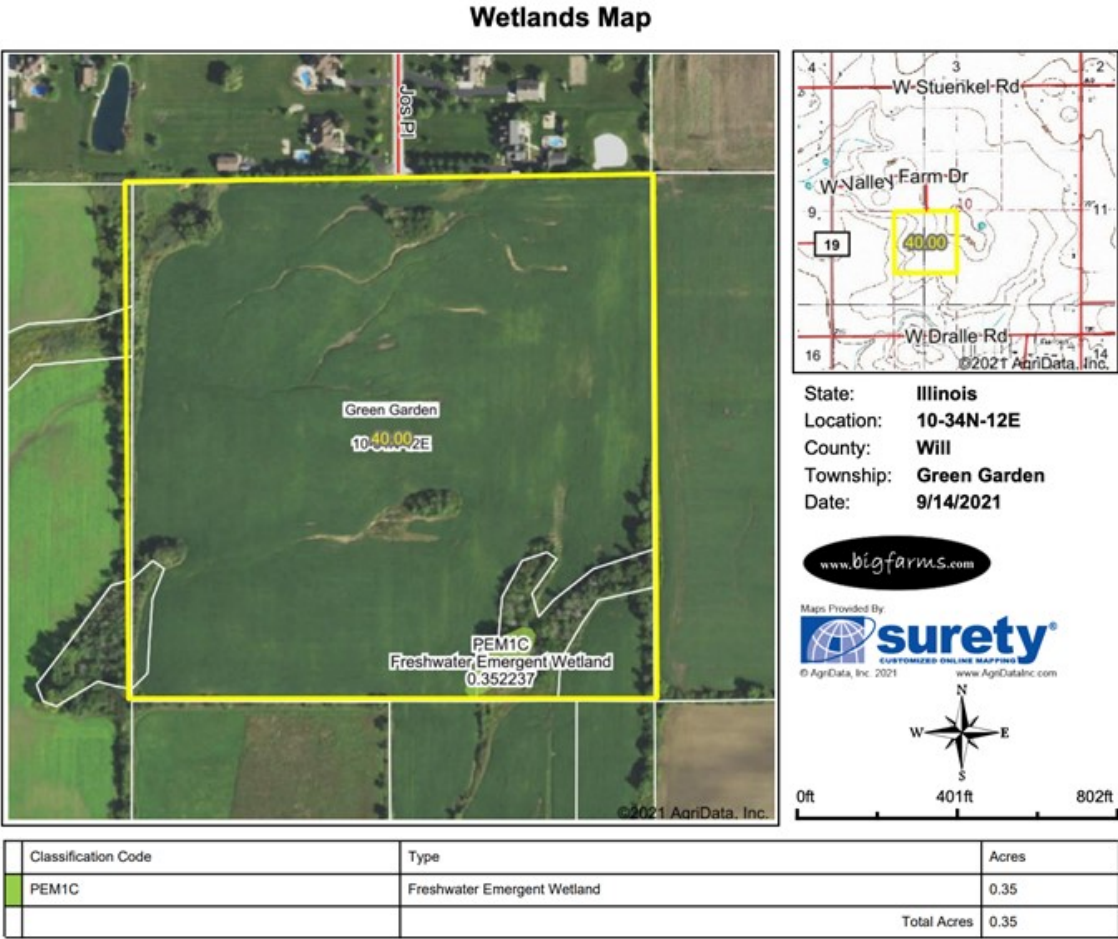 Wetlands Map
Jos Pl
Green Garden
40.00
PEM1C
Freshwater Emergent Wetland
0.352237
©2021 AgriData, Inc.
4
3
2
W Stuenkel Rd
W Valley Farm Dr
9
10
11
19
40.00
W Dralle Rd
16
14
©2021 AgriData, Inc.
State: Illinois
Location: 10-34N-12E
County: Will
Township: Green Garden
Date: 9/14/2021
www.bigfarms.com
Maps Provided By:
surety®
CUSTOMIZED ONLINE MAPPING
© AgriData, Inc. 2021 www.AgriDataInc.com
N
W E
S
0ft 401ft 802ft
Classification Code Type Acres
PEM1C Freshwater Emergent Wetland 0.35
Total Acres 0.35